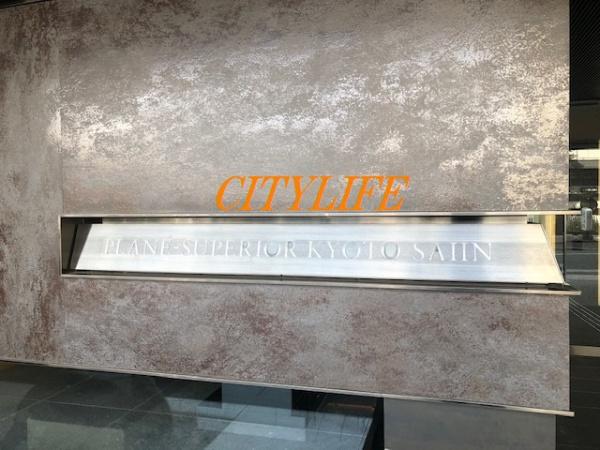 CITYLIFE
PLANE SUPERIOR KYOTO SAIIN